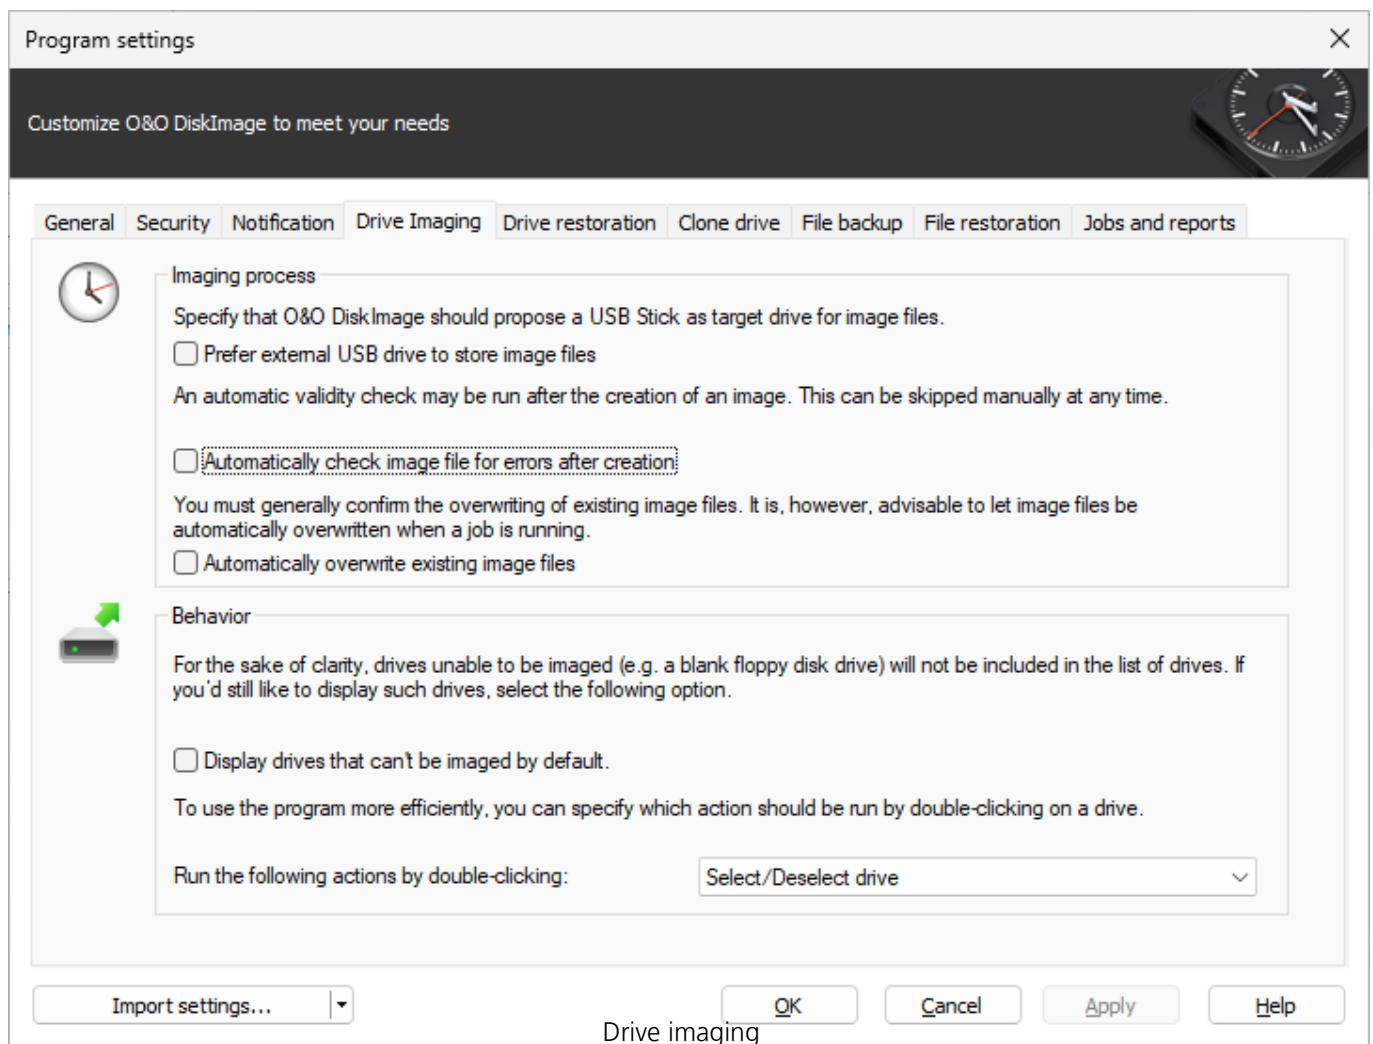 Program settings
Customize O&O DiskImage to meet your needs
General Security Notification Drive Imaging Drive restoration Clone drive File backup File restoration Jobs and reports
Imaging process
Specify that O&O DiskImage should propose a USB Stick as target drive for image files.
Prefer external USB drive to store image files
An automatic validity check may be run after the creation of an image. This can be skipped manually at any time.
Automatically check image file for errors after creation
You must generally confirm the overwriting of existing image files. It is, however, advisable to let image files be
automatically overwritten when a job is running.
Automatically overwrite existing image files
Behavior
For the sake of clarity, drives unable to be imaged (e.g. a blank floppy disk drive) will not be included in the list of drives. If
you'd still like to display such drives, select the following option.
Display drives that can't be imaged by default.
To use the program more efficiently, you can specify which action should be run by double-clicking on a drive.
Run the following actions by double-clicking: Select/Deselect drive
Import settings... OK Cancel Apply Help
Drive imaging